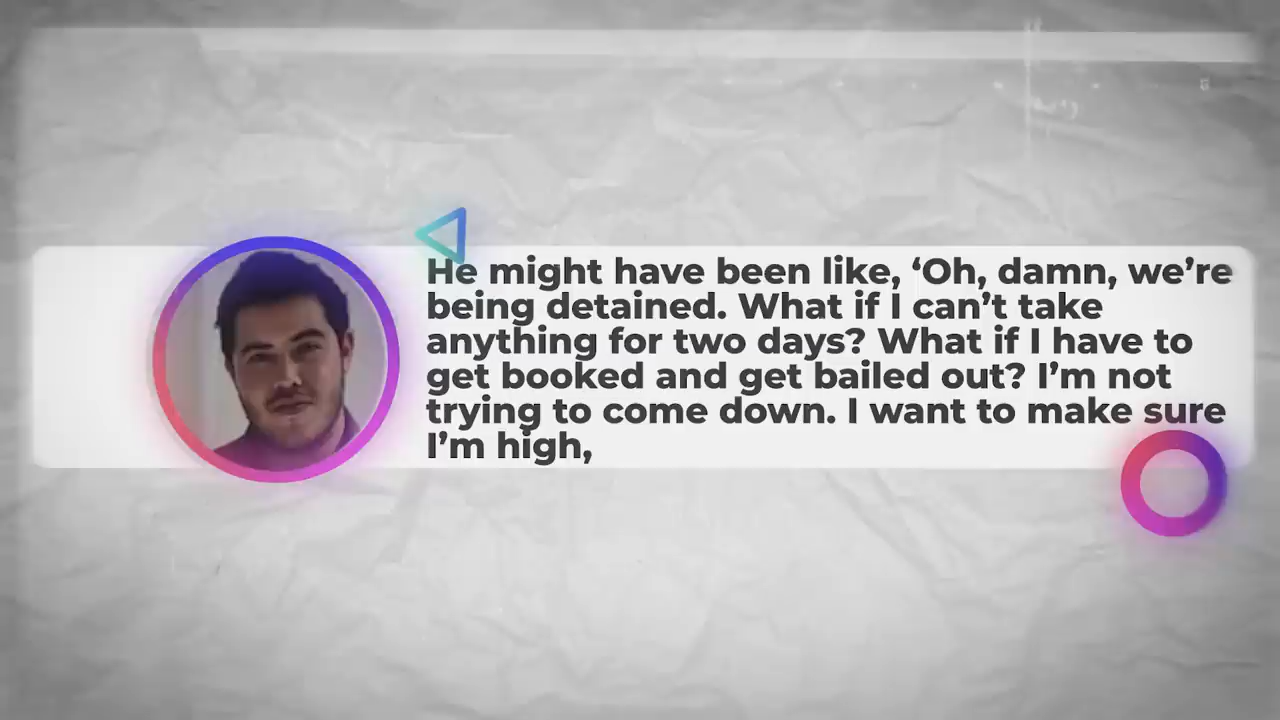 He might have been like, ‘Oh, damn, we’re
being detained. What if I can’t take
anything for two days? What if I have to
get booked and get bailed out? I’m not
trying to come down. I want to make sure
I’m high,